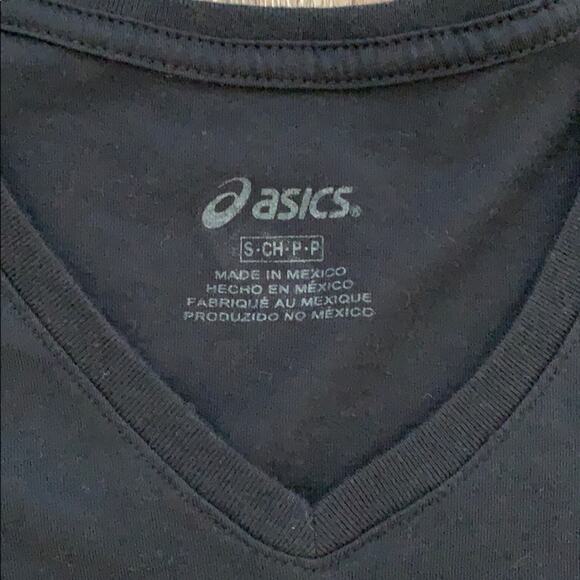 asics®
S·CH·P·P
MADE IN MEXICO
HECHO EN MÉXICO
FABRIQUÉ AU MEXIQUE
PRODUZIDO NO MÉXICO